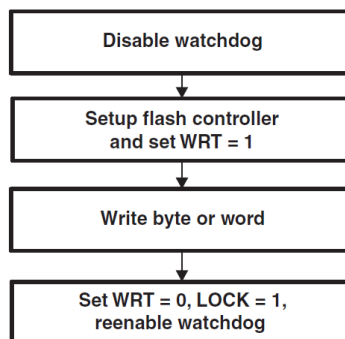 Disable watchdog
Setup flash controller
and set WRT = 1
Write byte or word
Set WRT = 0, LOCK = 1,
reenable watchdog